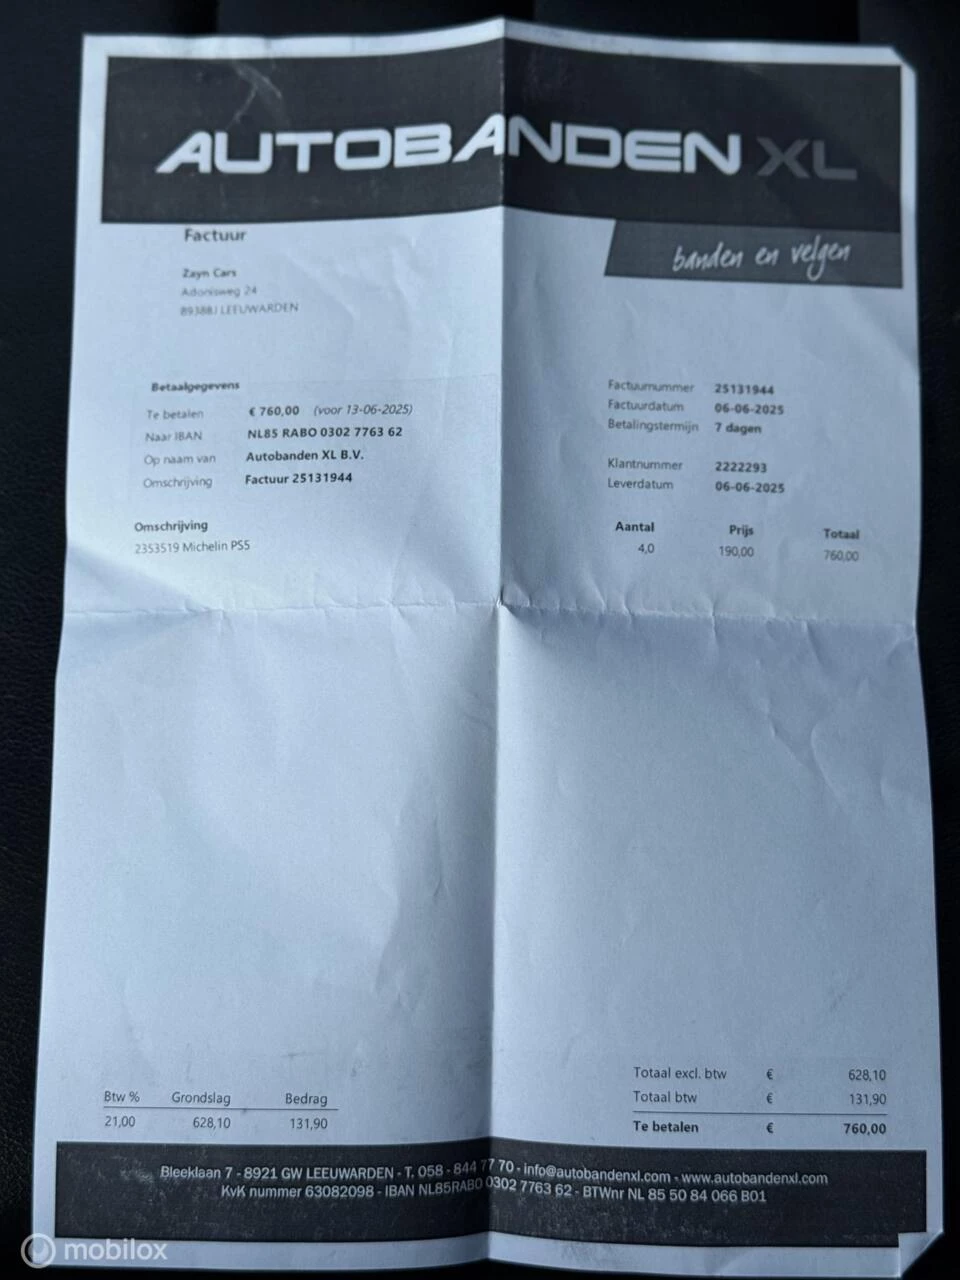 AUTOBANDEN XL
banden en velgen
Factuur
Zayn Cars
Adonisweg 24
8938BJ LEEUWARDEN
Betaalgegevens
Te betalen € 760,00 (voor 13-06-2025)
Naar IBAN NL85 RABO 0302 7763 62
Op naam van Autobanden XL B.V.
Omschrijving Factuur 25131944
Factuurnummer 25131944
Factuurdatum 06-06-2025
Betalingstermijn 7 dagen
Klantnummer 2222293
Leverdatum 06-06-2025
Omschrijving Aantal Prijs Totaal
2353519 Michelin PS5 4,0 190,00 760,00
Btw % Grondslag Bedrag
21,00 628,10 131,90
Totaal excl. btw € 628,10
Totaal btw € 131,90
Te betalen € 760,00
Bleeklaan 7 - 8921 GW LEEUWARDEN - T. 058 - 844 77 70 - info@autobandenxl.com - www.autobandenxl.com
KvK nummer 63082098 - IBAN NL85RABO 0302 7763 62 - BTWnr NL 85 50 84 066 B01
mobilox